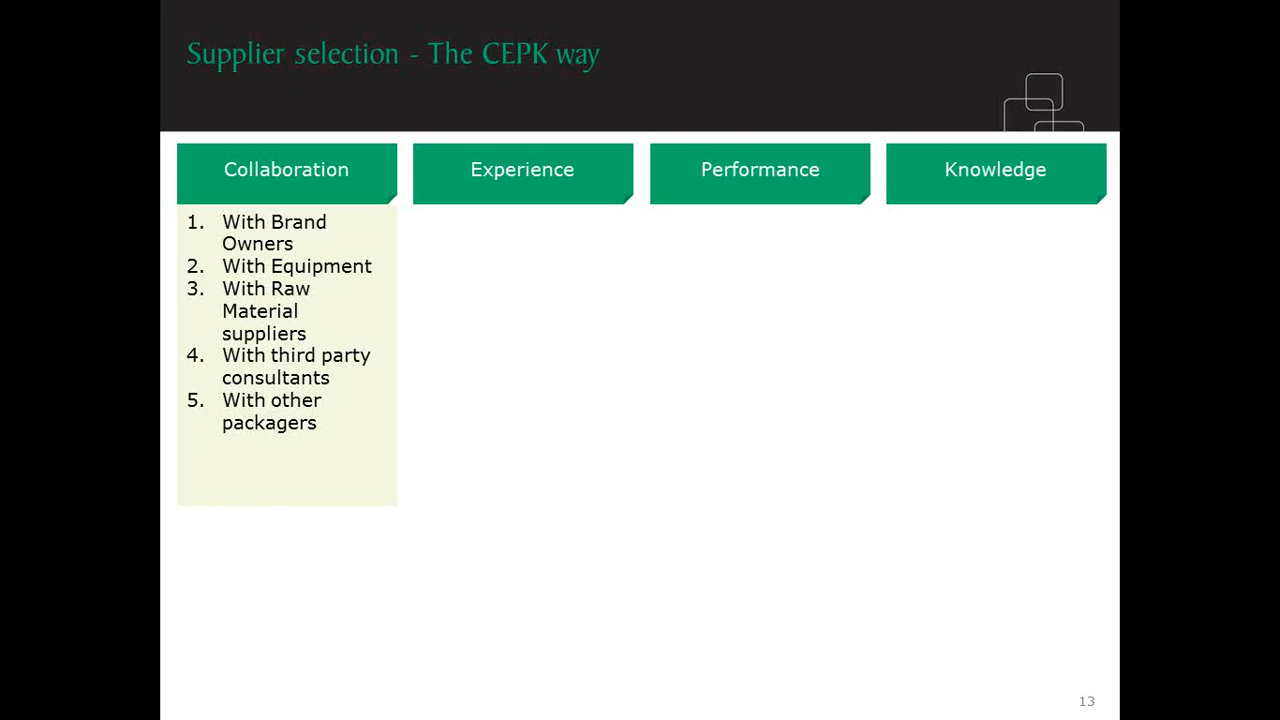 Supplier selection - The CEPK way
Collaboration
Experience
Performance
Knowledge
1. With Brand
Owners
2. With Equipment
3. With Raw
Material
suppliers
4. With third party
consultants
5. With other
packagers
13